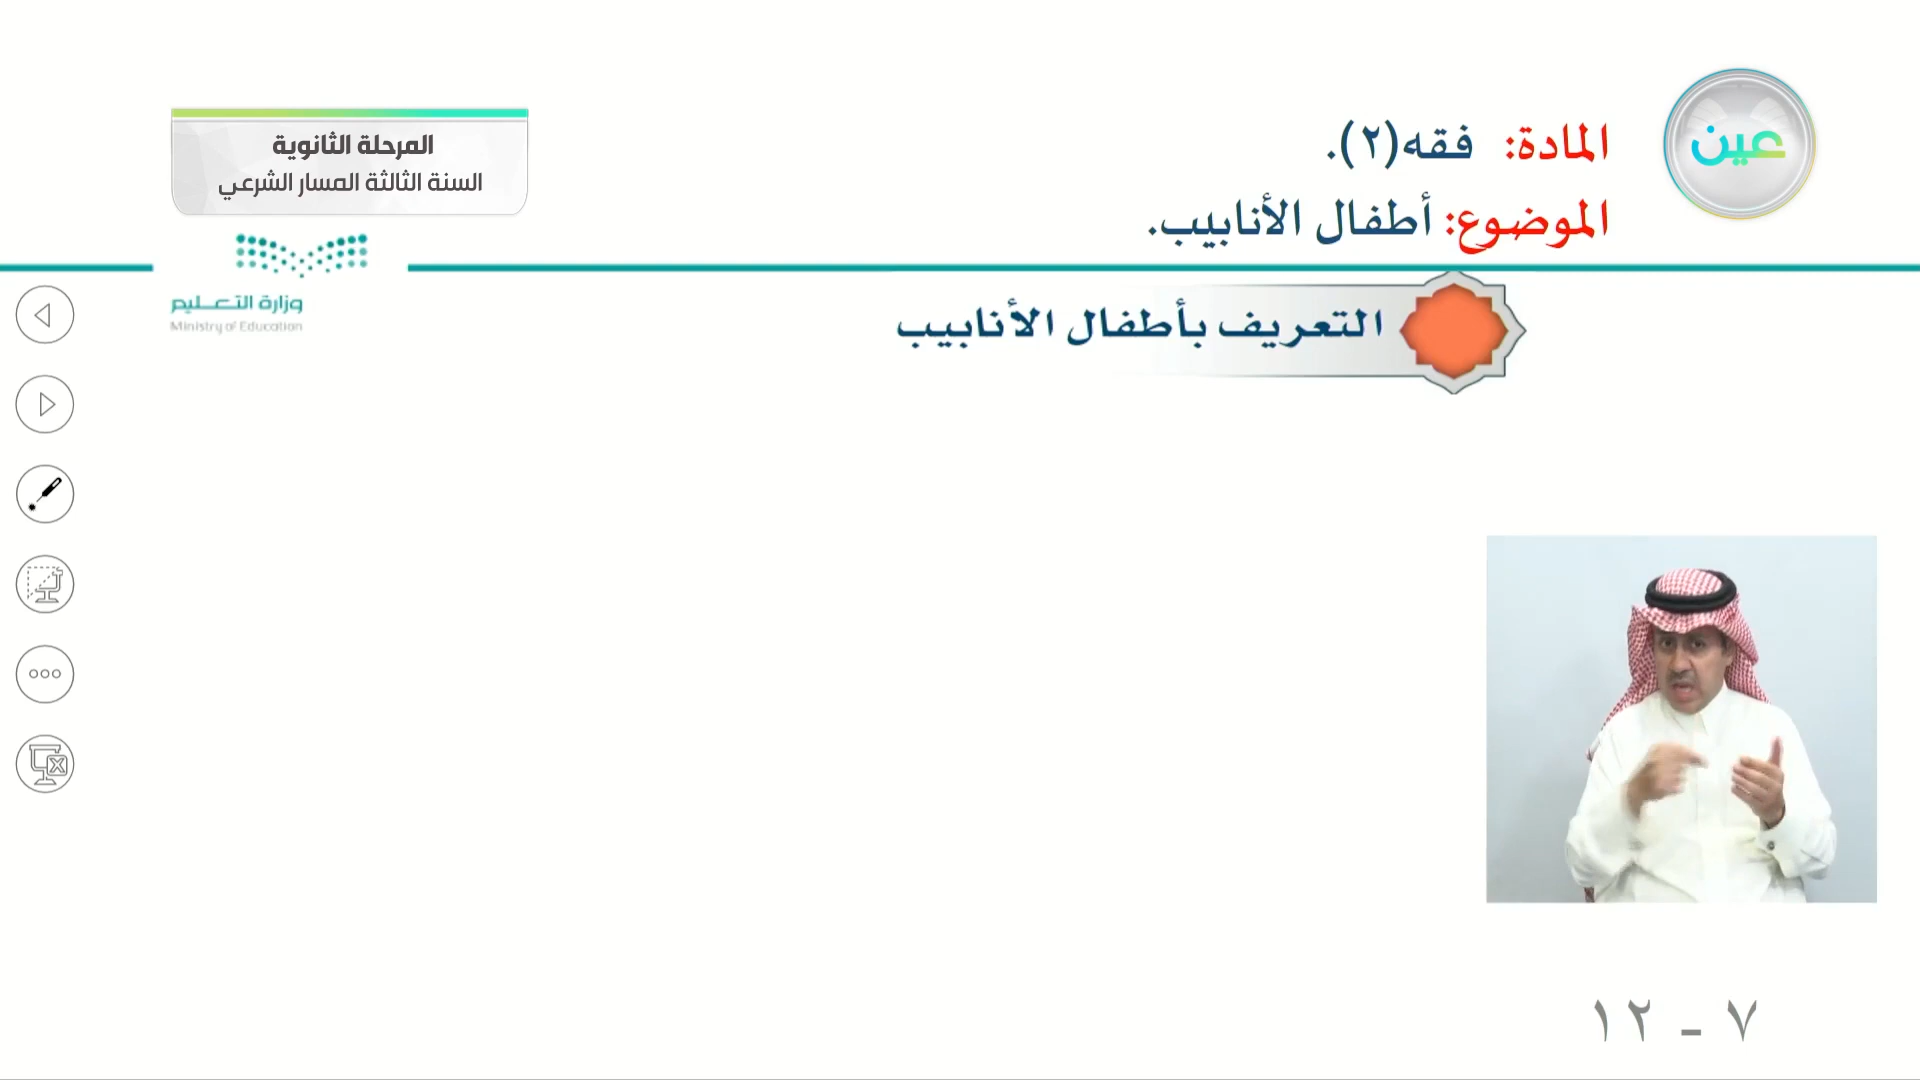 عين
المادة: فقه(٢).
الموضوع: أطفال الأنابيب.
المرحلة الثانوية
السنة الثالثة المسار الشرعي
وزارة التعليم
Ministry of Education
التعريف بأطفال الأنابيب
٧ - ١٢